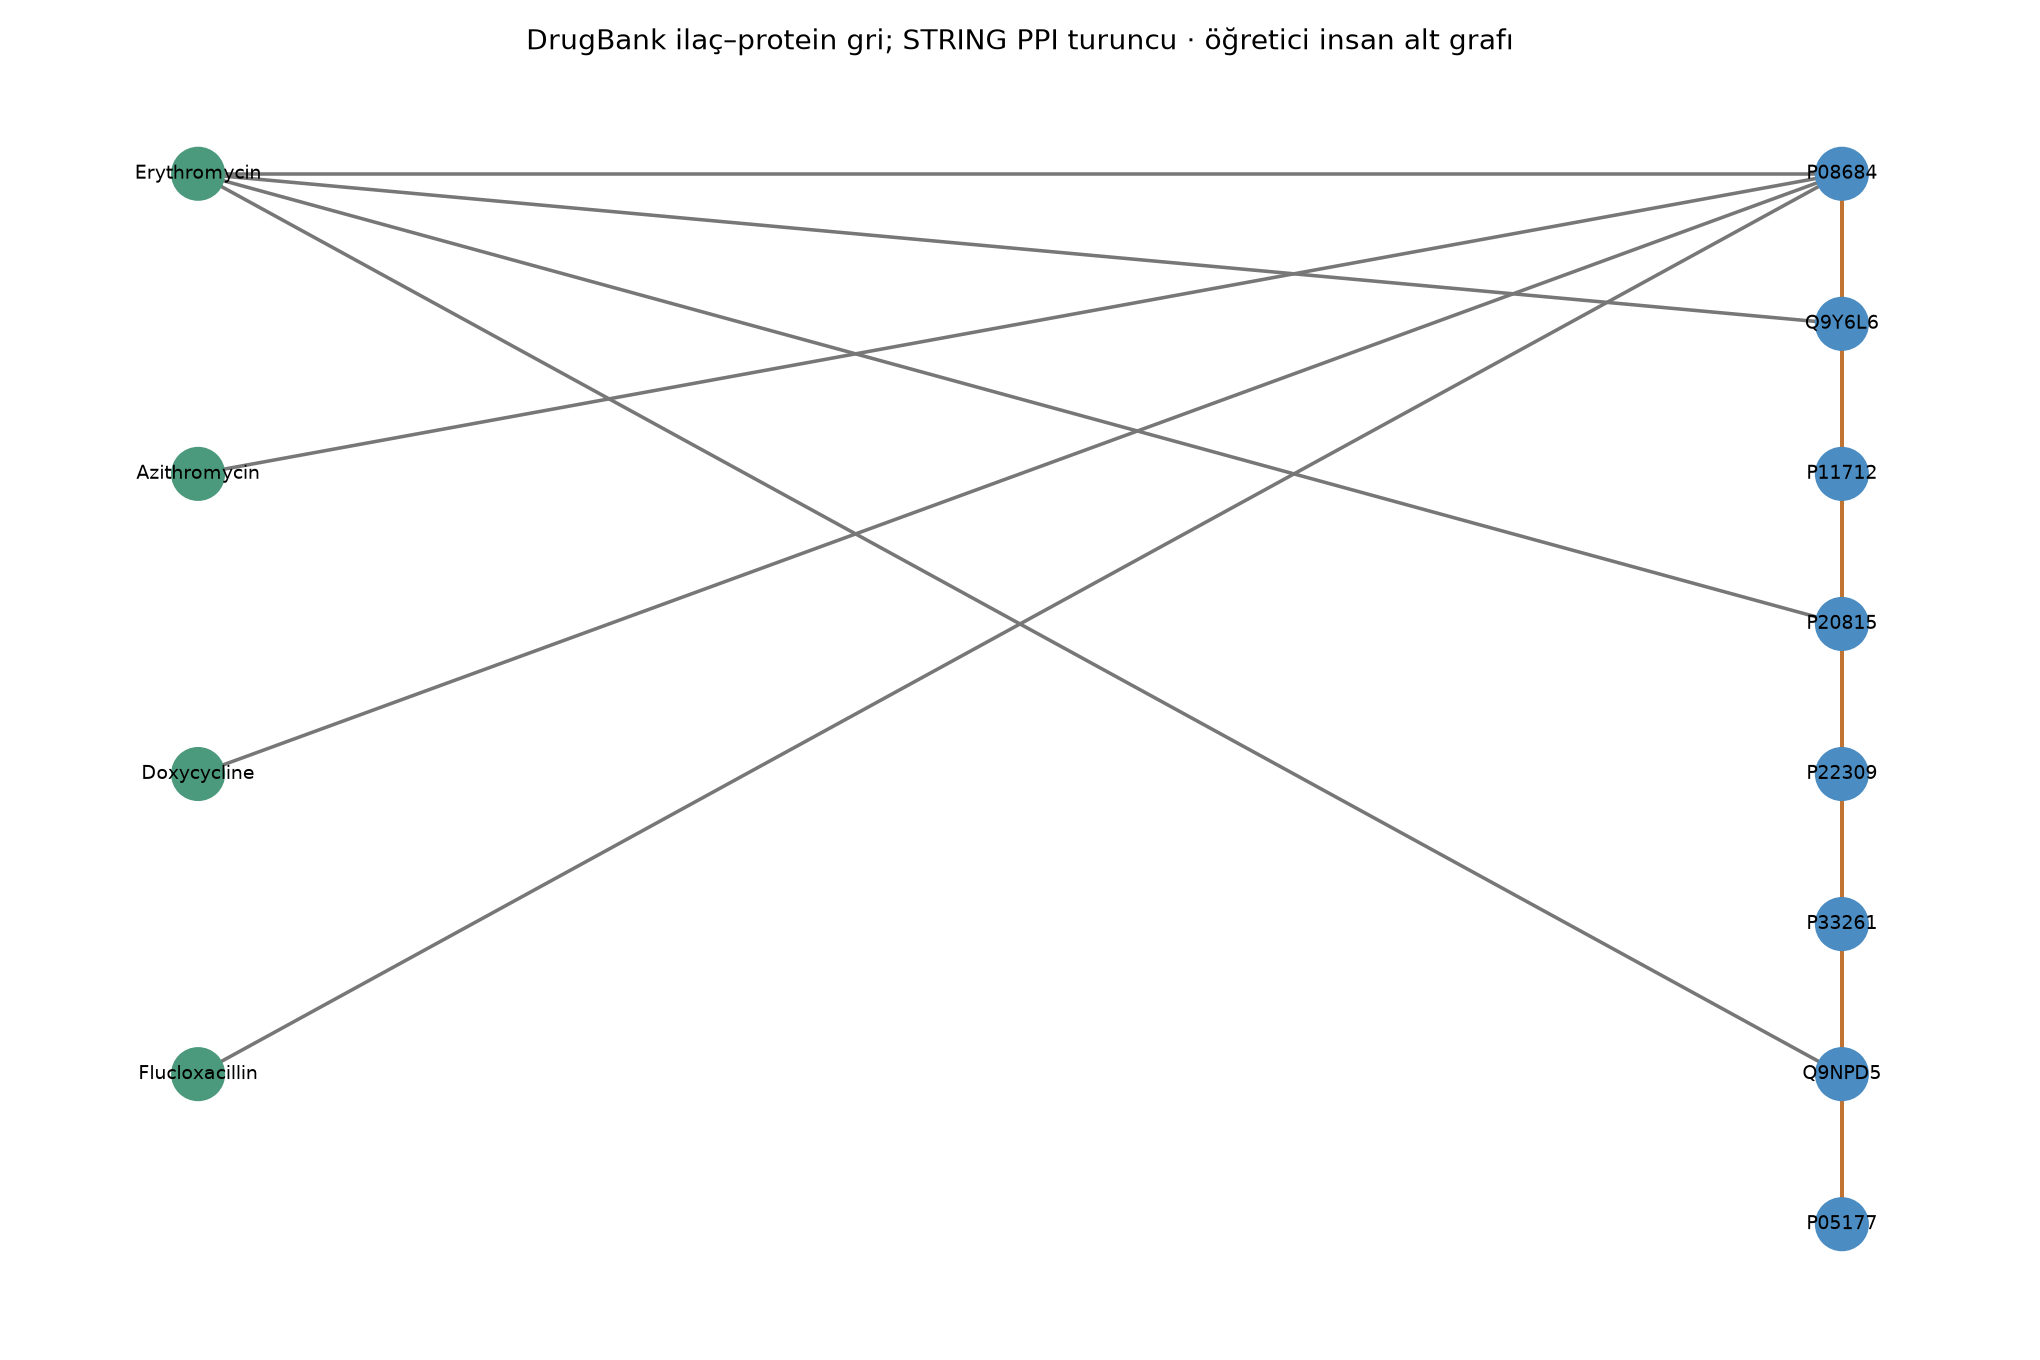 DrugBank ilaç–protein gri; STRING PPI turuncu · öğretici insan alt grafı
Erythromycin
P08684
Q9Y6L6
Azithromycin
P11712
P20815
Doxycycline
P22309
P33261
Flucloxacillin
Q9NPD5
P05177